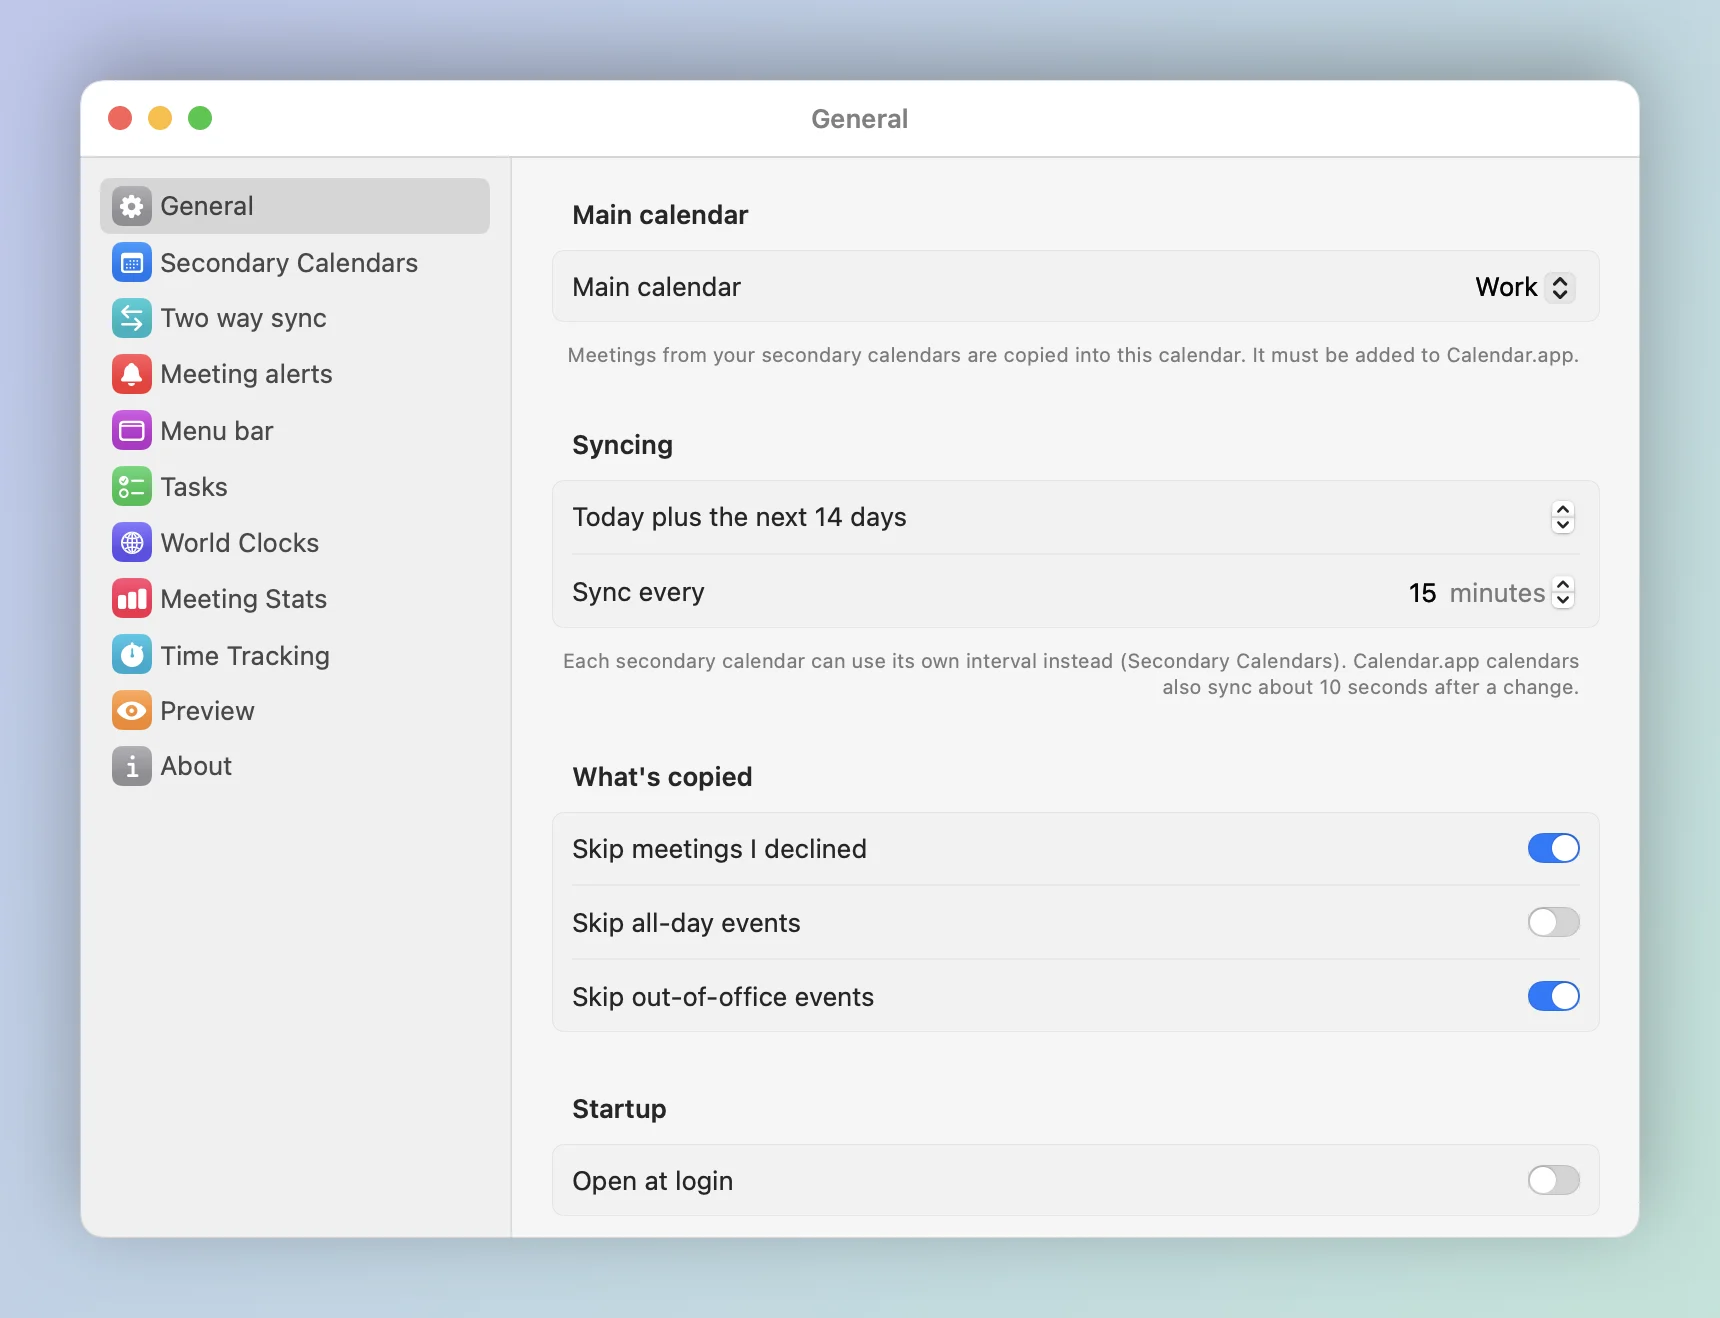 General
General
Secondary Calendars
Two way sync
Meeting alerts
Menu bar
Tasks
World Clocks
Meeting Stats
Time Tracking
Preview
About
Main calendar
Main calendar
Work
Meetings from your secondary calendars are copied into this calendar. It must be added to Calendar.app.
Syncing
Today plus the next 14 days
Sync every
15 minutes
Each secondary calendar can use its own interval instead (Secondary Calendars). Calendar.app calendars
also sync about 10 seconds after a change.
What's copied
Skip meetings I declined
Skip all-day events
Skip out-of-office events
Startup
Open at login